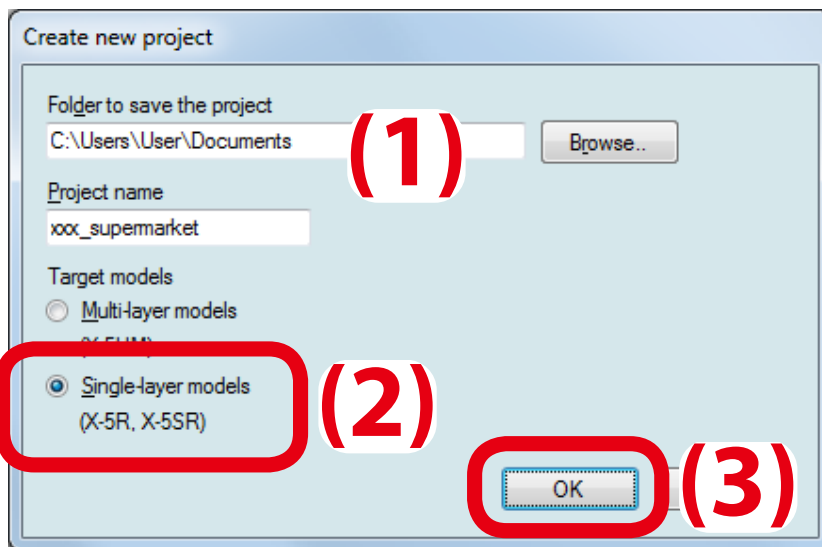 Create new project
Folder to save the project
C:\Users\User\Documents
(1)
Browse..
Project name
xxx_supermarket
Target models
Multi-layer models
Single-layer models
(X-5R, X-5SR)
(2)
OK
(3)